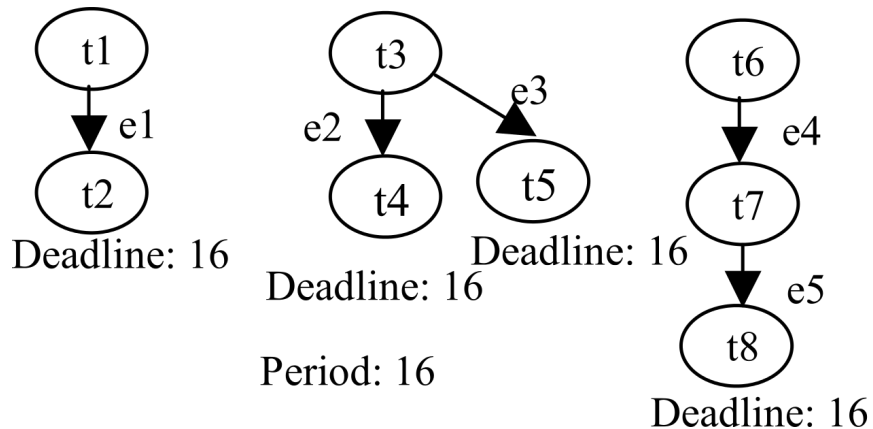 t1
e1
t2
Deadline: 16
t3
e3
e2
t4
t5
Deadline: 16
Deadline: 16
Period: 16
t6
e4
t7
e5
t8
Deadline: 16